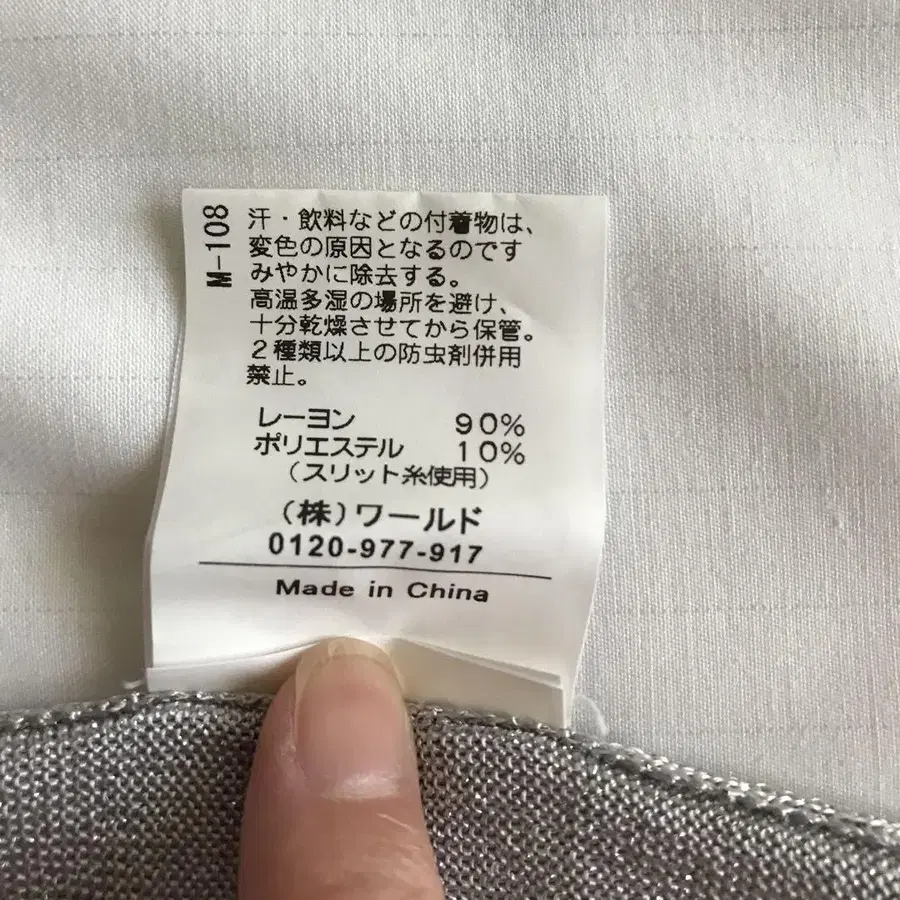 M-108
汗・飲料などの付着物は、
変色の原因となるのです
みやかに除去する。
高温多湿の場所を避け、
十分乾燥させてから保管。
2種類以上の防虫剤併用
禁止。
レーヨン 90%
ポリエステル 10%
(スリット糸使用)
(株)ワールド
0120-977-917
Made in China